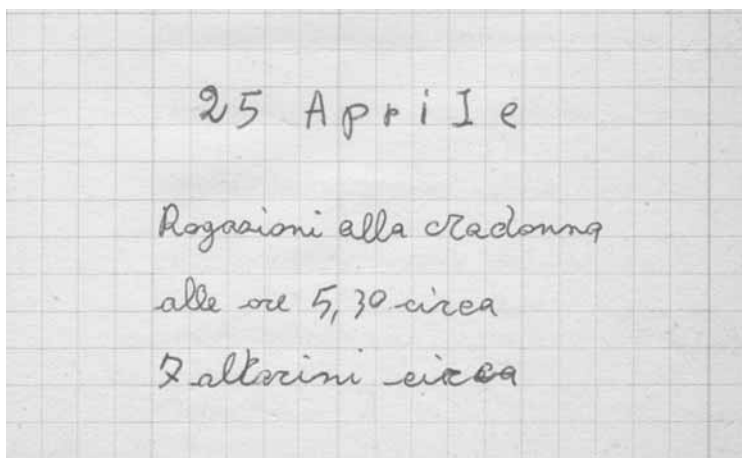 25 Aprile
Rogazioni alla Madonna
alle ore 5,30 circa
7 altarini circa